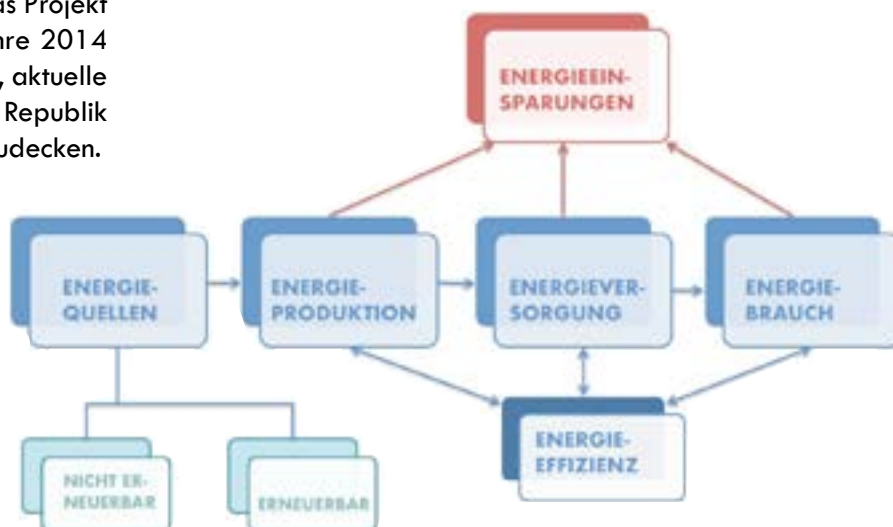 as Projekt
hre 2014
, aktuelle
Republik
udecken.
ENERGIEEIN-
SPARUNGEN
ENERGIE-
QUELLEN
ENERGIE-
PRODUKTION
ENERGIEVER-
SORGUNG
ENERGIE-
BRAUCH
ENERGIE-
EFFIZIENZ
NICHT ER-
NEUERBAR
ERNEUERBAR